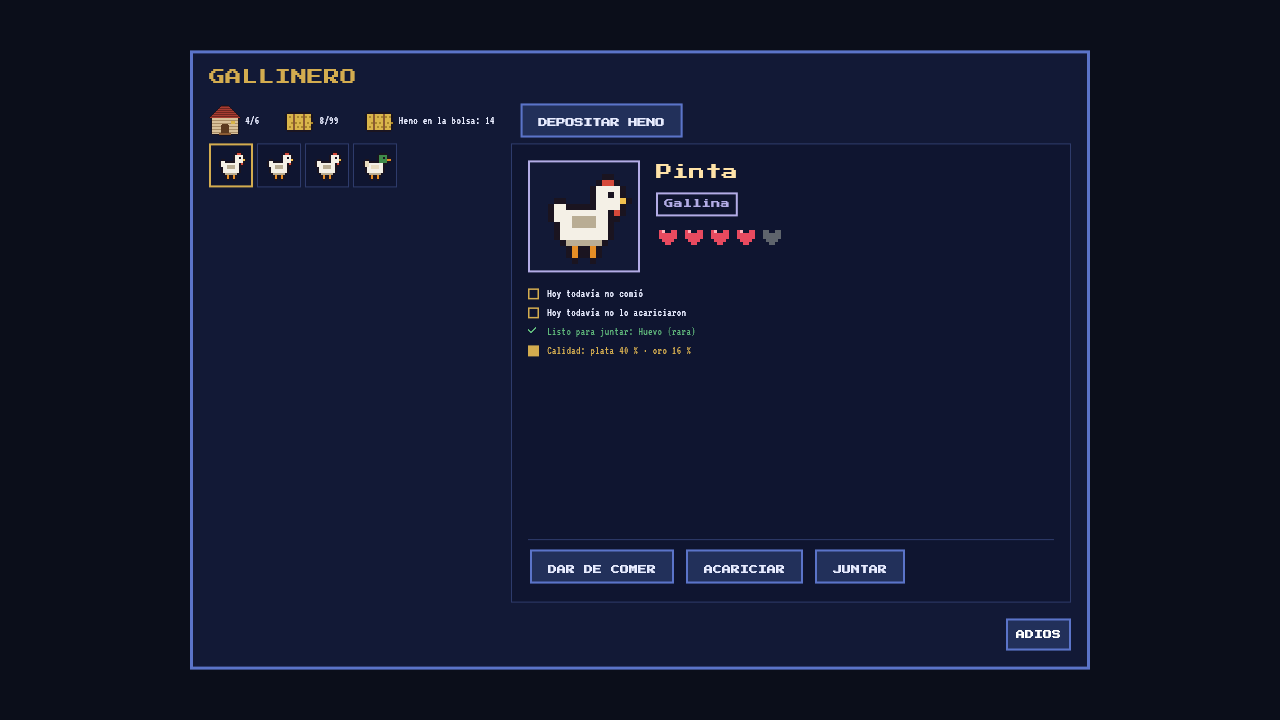 GALLINERO
4/6
8/99
Heno en la bolsa: 14
DEPOSITAR HENO
Pinta
Gallina
Hoy todavía no comió
Hoy todavía no lo acariciaron
Listo para juntar: Huevo (rara)
Calidad: plata 40 % · oro 16 %
DAR DE COMER
ACARICIAR
JUNTAR
ADIOS